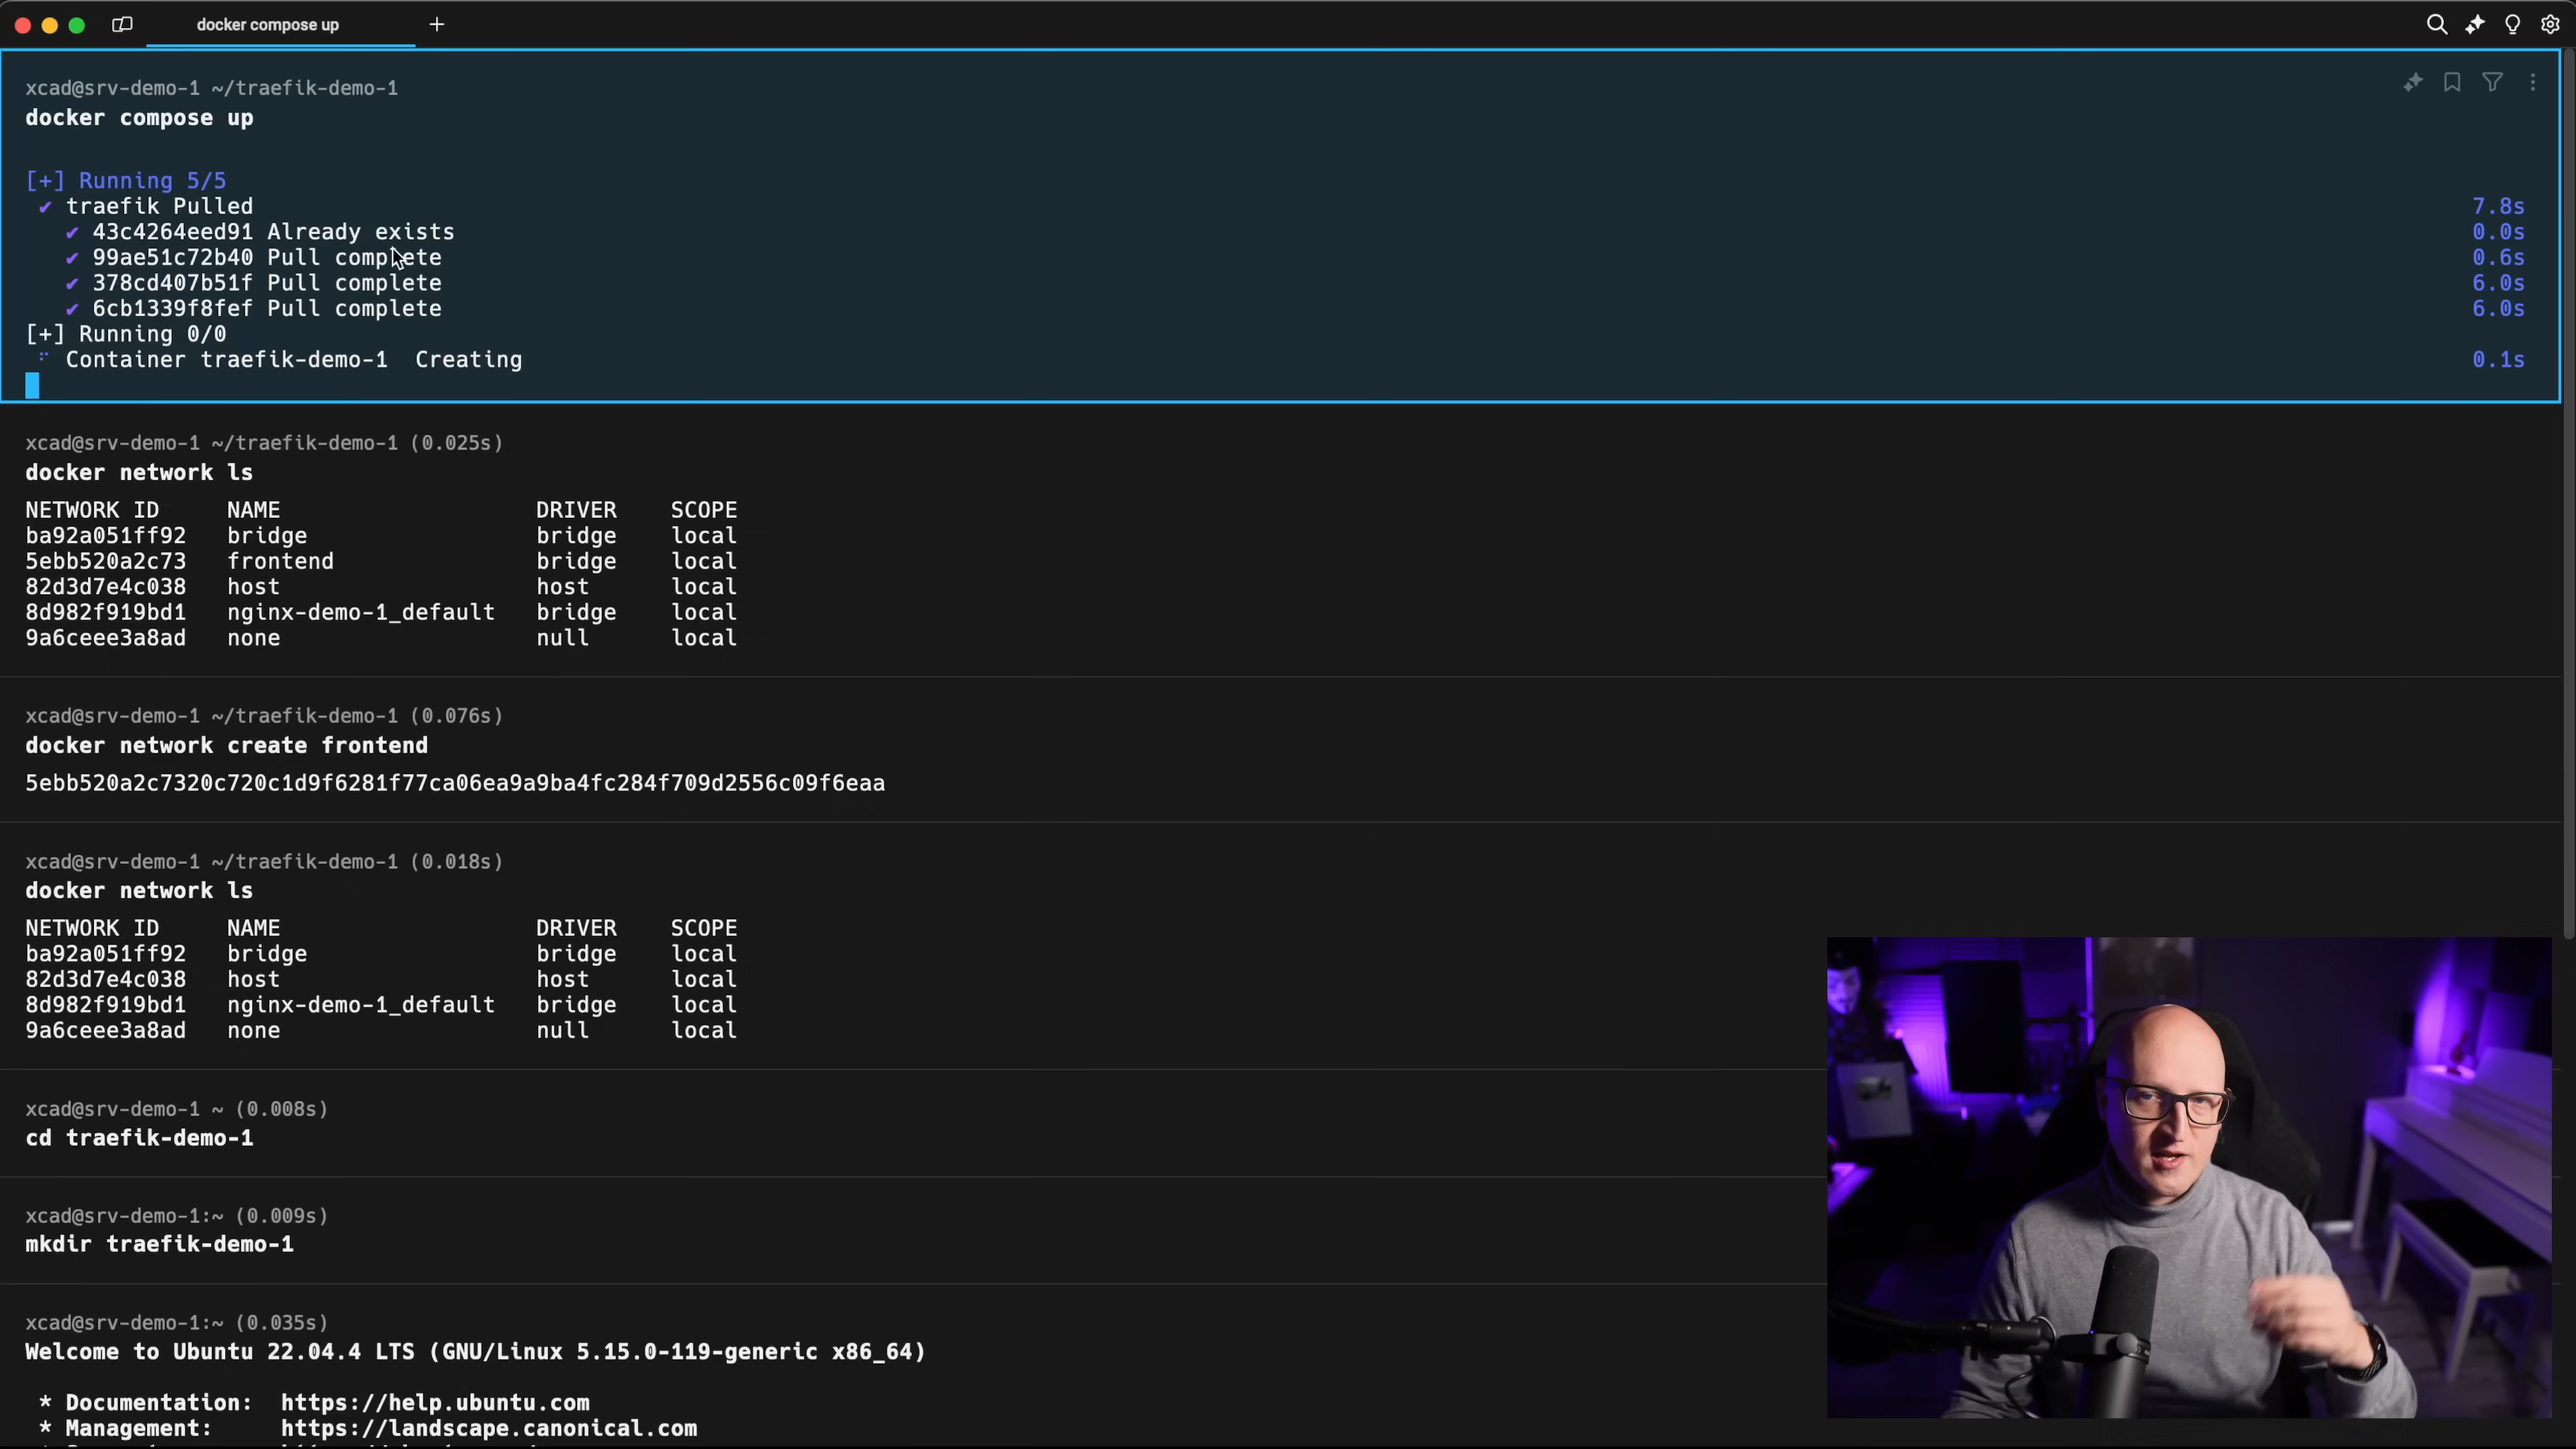 docker compose up
xcad@srv-demo-1 ~/traefik-demo-1
docker compose up
[+] Running 5/5
✔ traefik Pulled 7.8s
✔ 43c4264eed91 Already exists 0.0s
✔ 99ae51c72b40 Pull complete 0.6s
✔ 378cd407b51f Pull complete 6.0s
✔ 6cb1339f8fef Pull complete 6.0s
[+] Running 0/0
Container traefik-demo-1 Creating 0.1s
xcad@srv-demo-1 ~/traefik-demo-1 (0.025s)
docker network ls
NETWORK ID NAME DRIVER SCOPE
ba92a051ff92 bridge bridge local
5ebb520a2c73 frontend bridge local
82d3d7e4c038 host host local
8d982f919bd1 nginx-demo-1_default bridge local
9a6ceee3a8ad none null local
xcad@srv-demo-1 ~/traefik-demo-1 (0.076s)
docker network create frontend
5ebb520a2c7320c720c1d9f6281f77ca06ea9a9ba4fc284f709d2556c09f6eaa
xcad@srv-demo-1 ~/traefik-demo-1 (0.018s)
docker network ls
NETWORK ID NAME DRIVER SCOPE
ba92a051ff92 bridge bridge local
82d3d7e4c038 host host local
8d982f919bd1 nginx-demo-1_default bridge local
9a6ceee3a8ad none null local
xcad@srv-demo-1 ~ (0.008s)
cd traefik-demo-1
xcad@srv-demo-1:~ (0.009s)
mkdir traefik-demo-1
xcad@srv-demo-1:~ (0.035s)
Welcome to Ubuntu 22.04.4 LTS (GNU/Linux 5.15.0-119-generic x86_64)
* Documentation: https://help.ubuntu.com
* Management: https://landscape.canonical.com